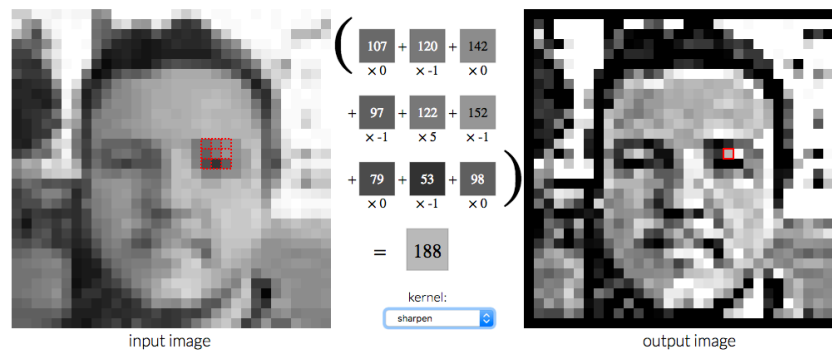 ( 107 + 120 + 142
×0 ×-1 ×0
+ 97 + 122 + 152
×-1 ×5 ×-1
+ 79 + 53 + 98 )
×0 ×-1 ×0
= 188
kernel:
sharpen
input image
output image